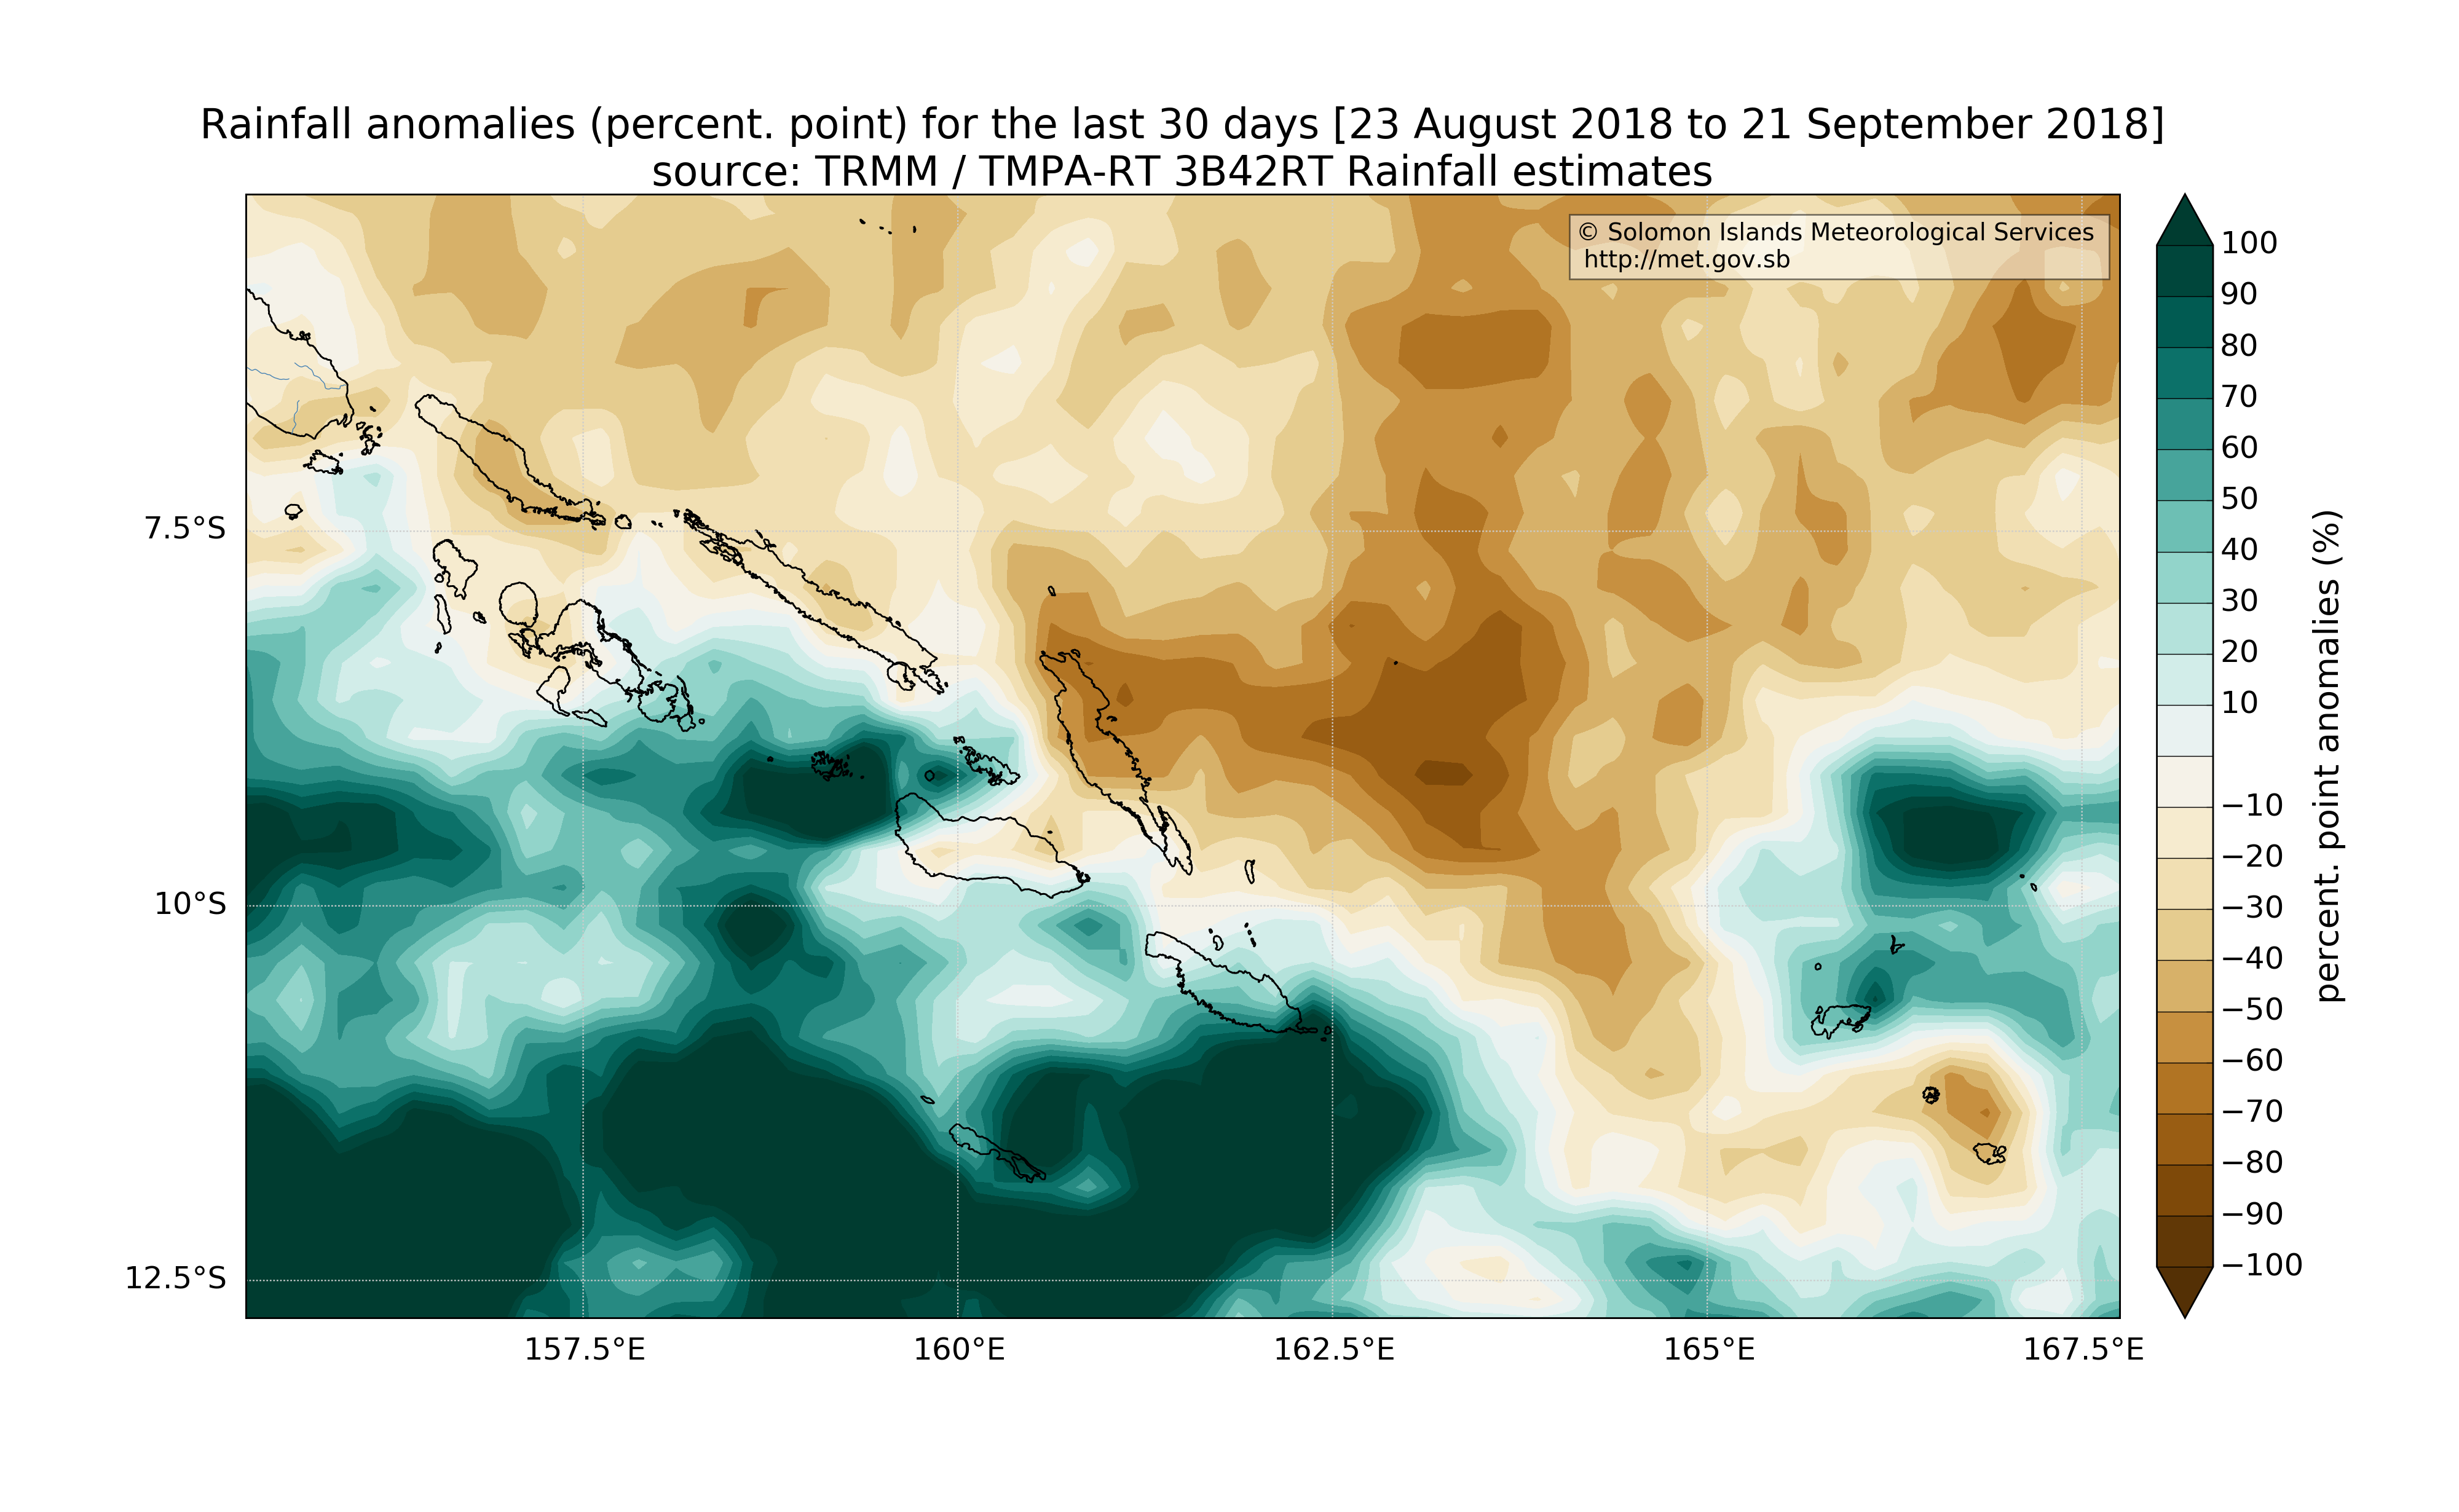 Rainfall anomalies (percent. point) for the last 30 days [23 August 2018 to 21 September 2018]
source: TRMM / TMPA-RT 3B42RT Rainfall estimates
© Solomon Islands Meteorological Services
http://met.gov.sb
7.5°S
10°S
12.5°S
157.5°E
160°E
162.5°E
165°E
167.5°E
100
90
80
70
60
50
40
30
20
10
−10
−20
−30
−40
−50
−60
−70
−80
−90
−100
percent. point anomalies (%)